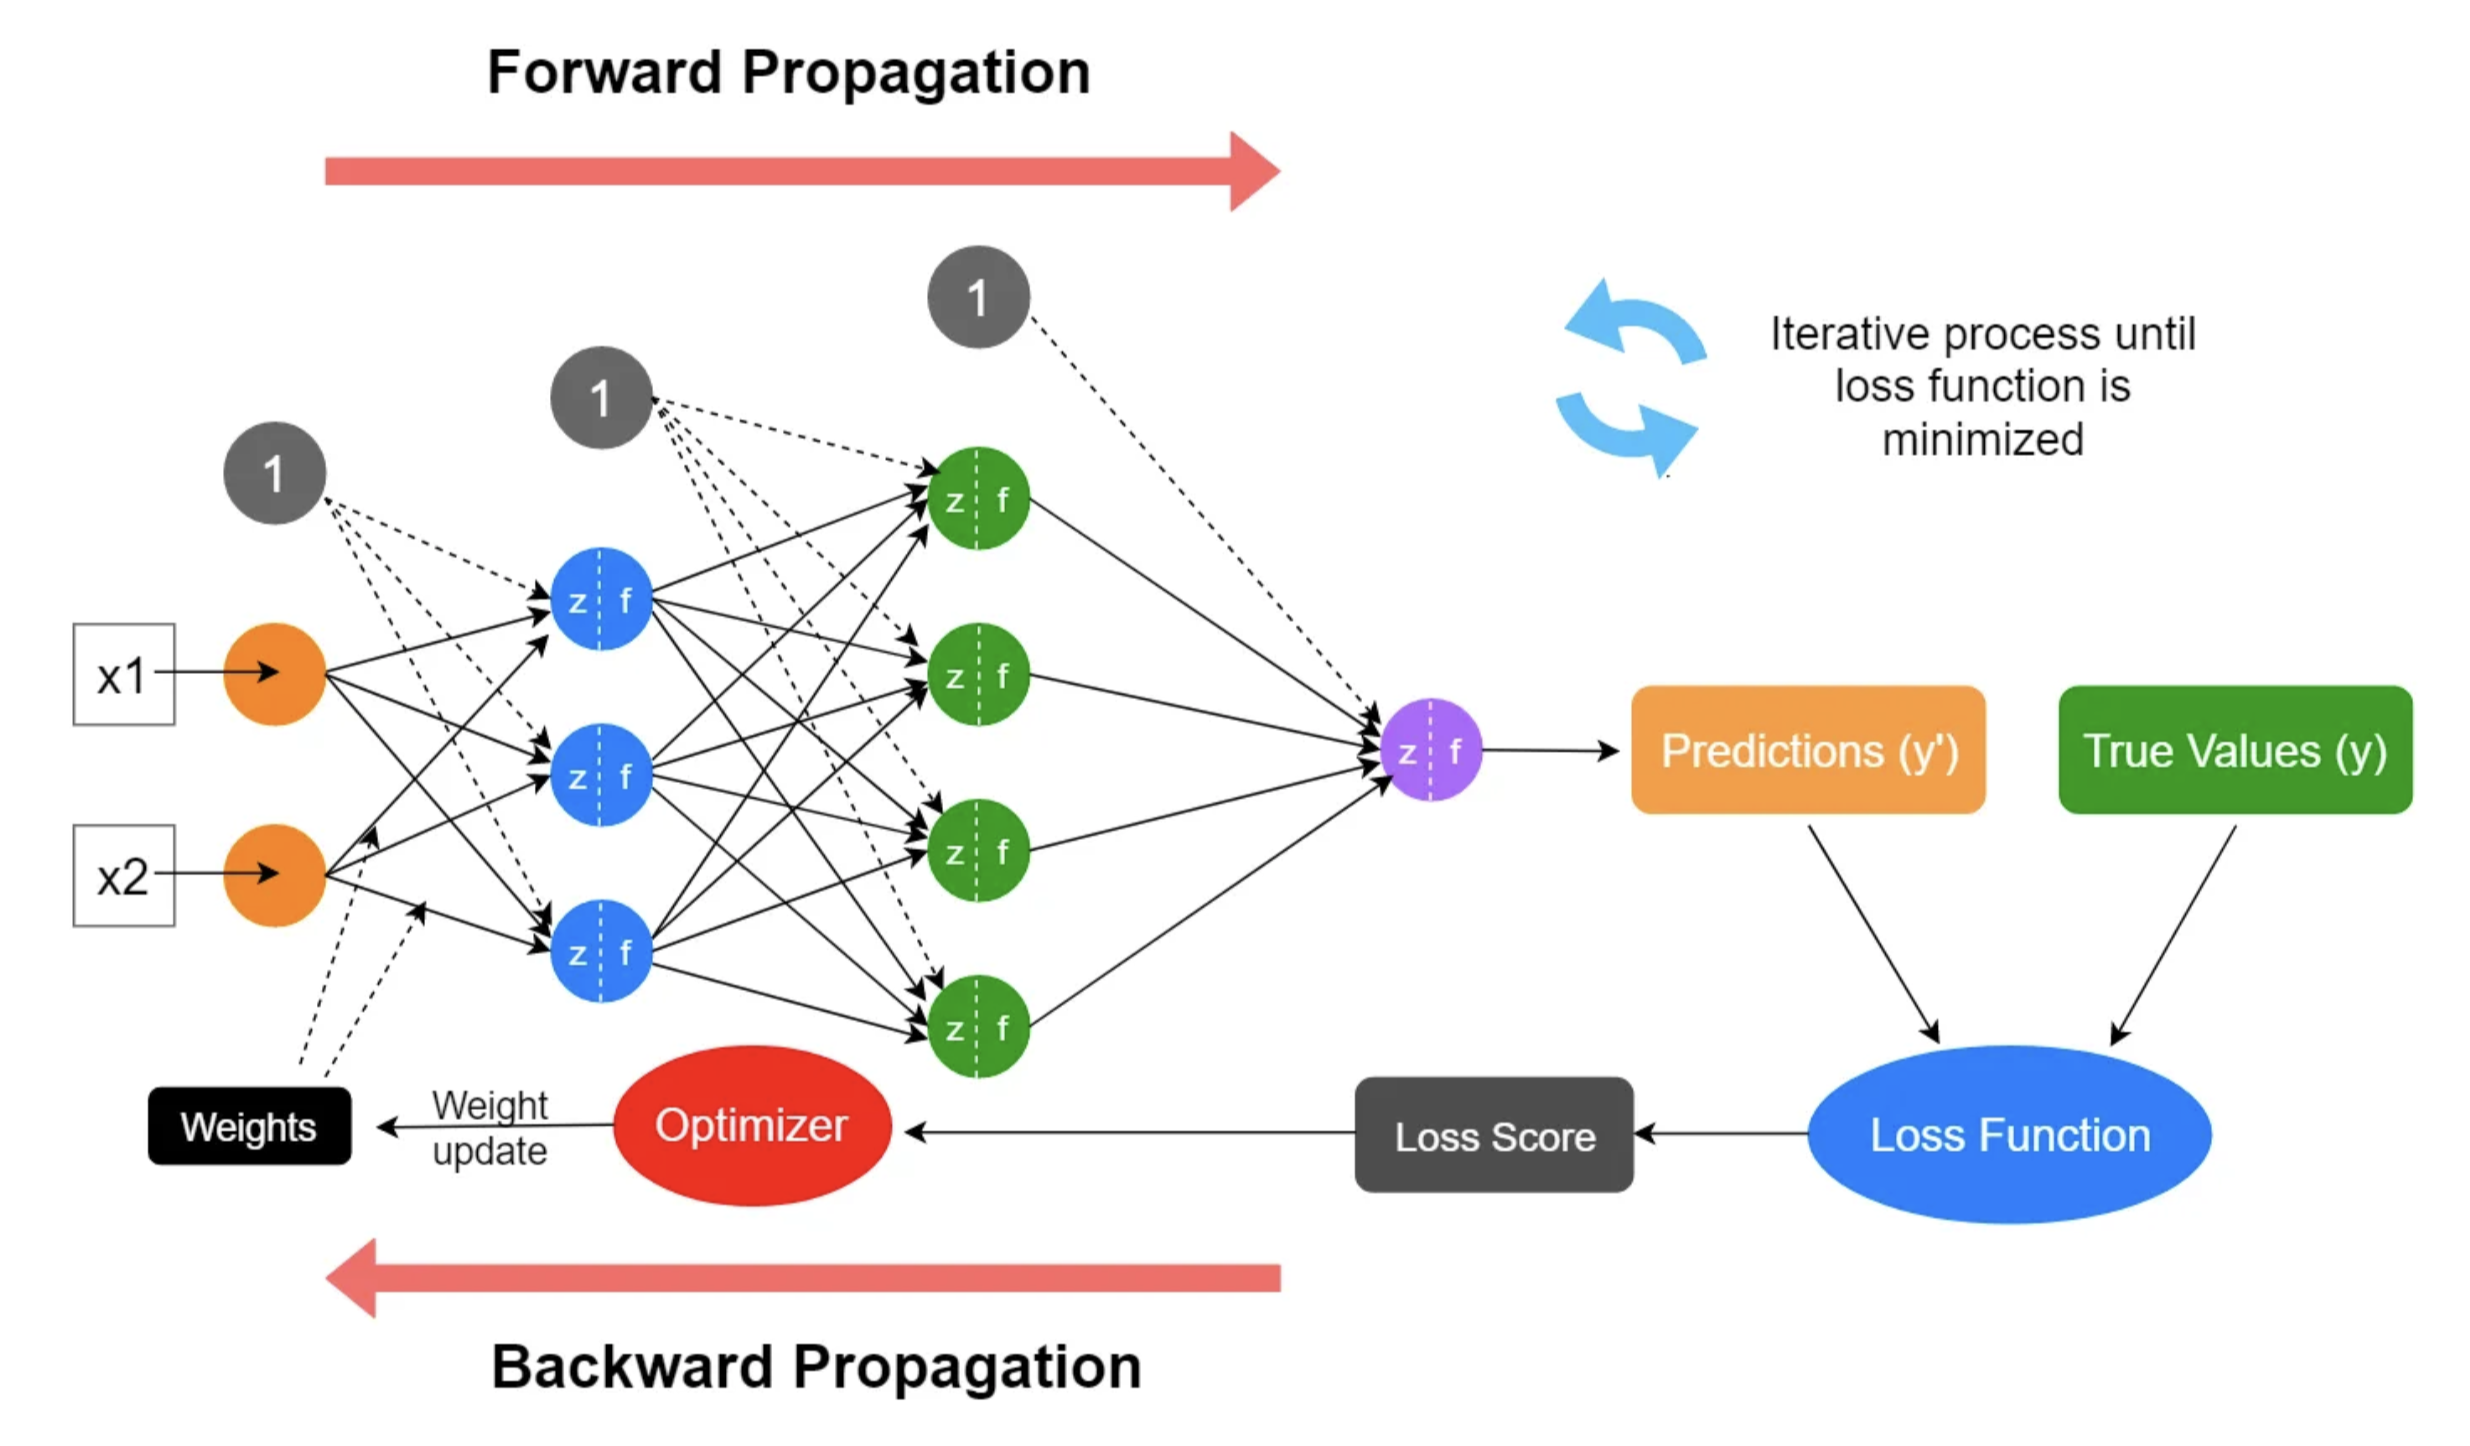 Forward Propagation
1
1
1
Iterative process until
loss function is
minimized
z f
z f
x1
z f
z f
z f
Predictions (y')
True Values (y)
z f
x2
z f
z f
Weights
Weight
update
Optimizer
Loss Score
Loss Function
Backward Propagation